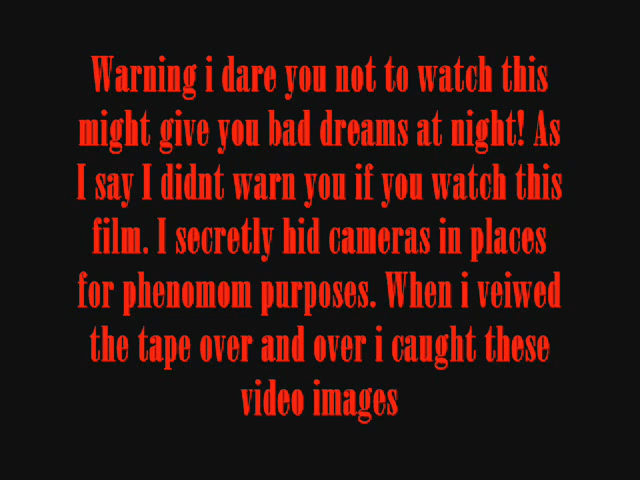 Warning i dare you not to watch this
might give you bad dreams at night! As
I say I didnt warn you if you watch this
film. I secretly hid cameras in places
for phenomom purposes. When i veiwed
the tape over and over i caught these
video images